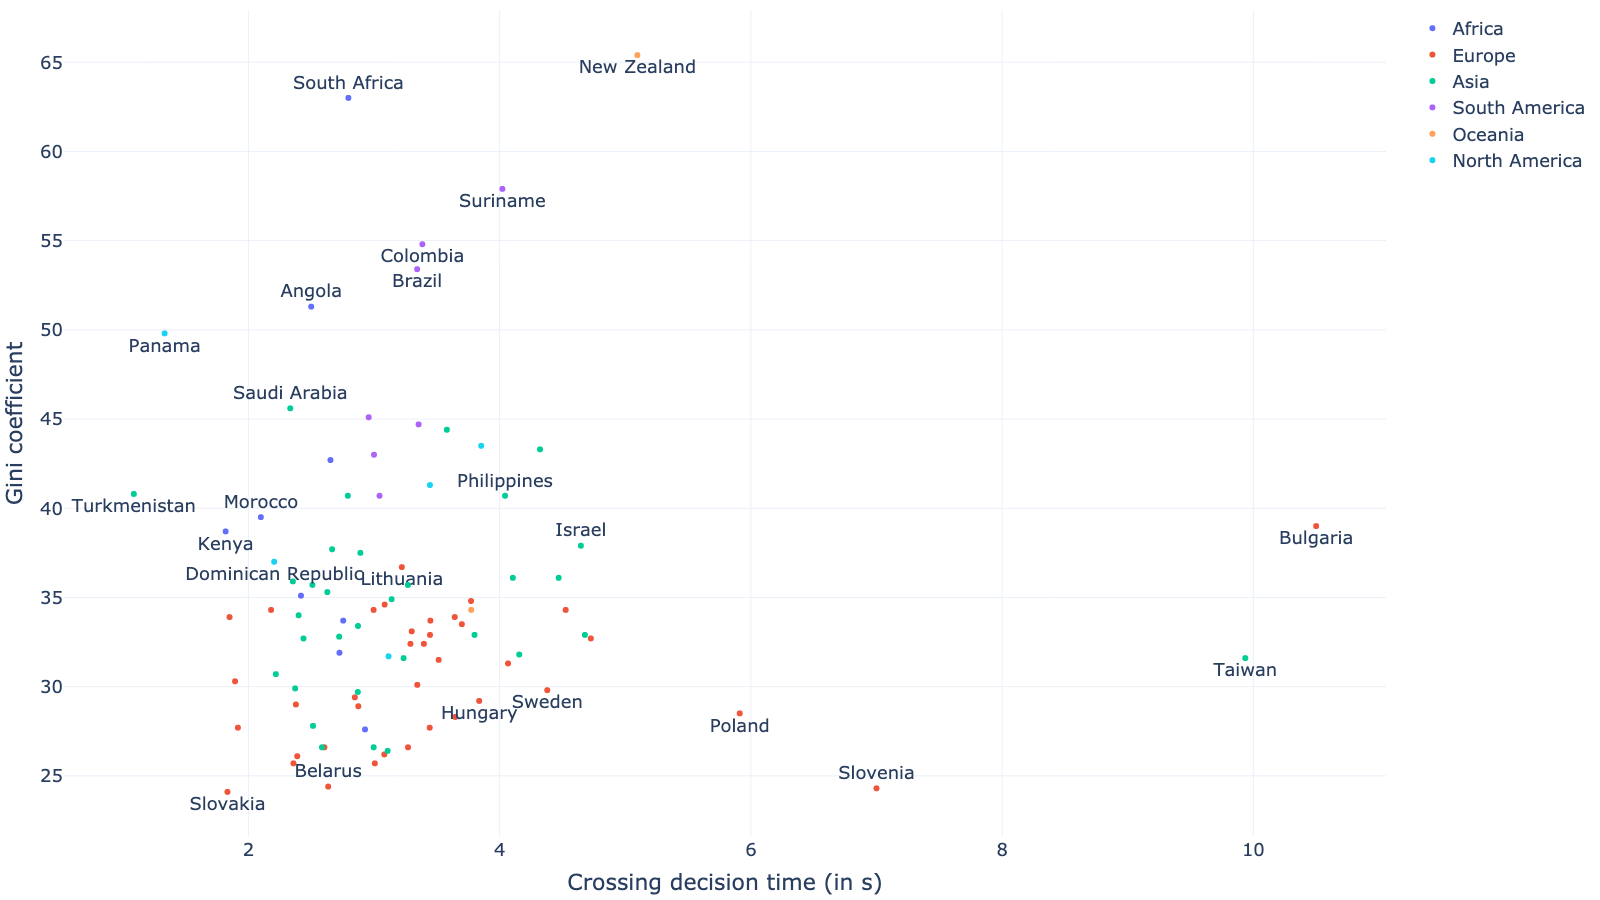 Africa
Europe
Asia
South America
Oceania
North America
65
60
55
50
45
40
35
30
25
Gini coefficient
New Zealand
South Africa
Suriname
Colombia
Brazil
Angola
Panama
Saudi Arabia
Philippines
Turkmenistan
Morocco
Israel
Bulgaria
Kenya
Dominican Republic
Lithuania
Taiwan
Sweden
Hungary
Poland
Belarus
Slovenia
Slovakia
2
4
6
8
10
Crossing decision time (in s)